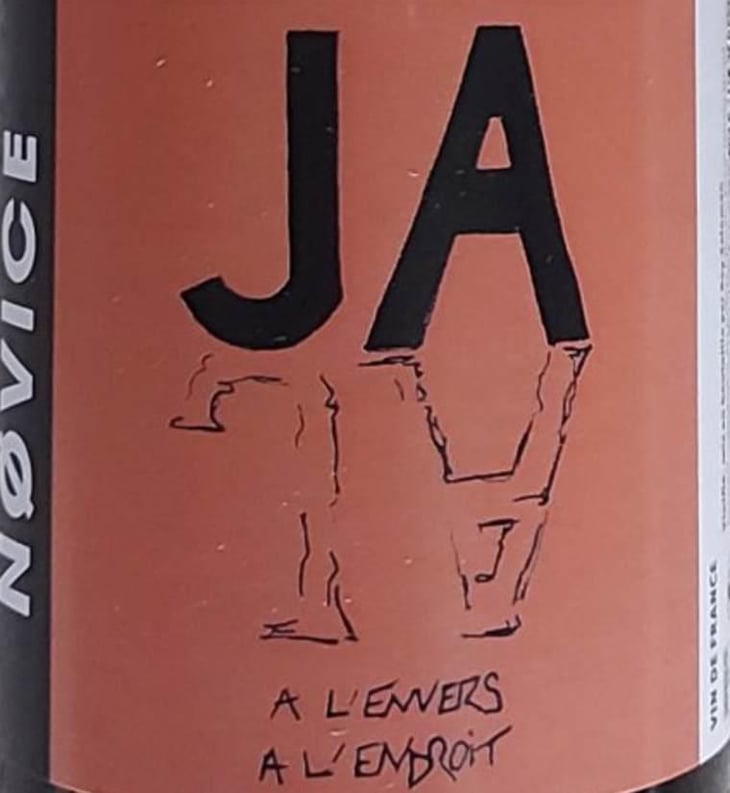 NØVICE
JA
A L'ENVERS
A L'ENDROIT
VIN DE FRANCE